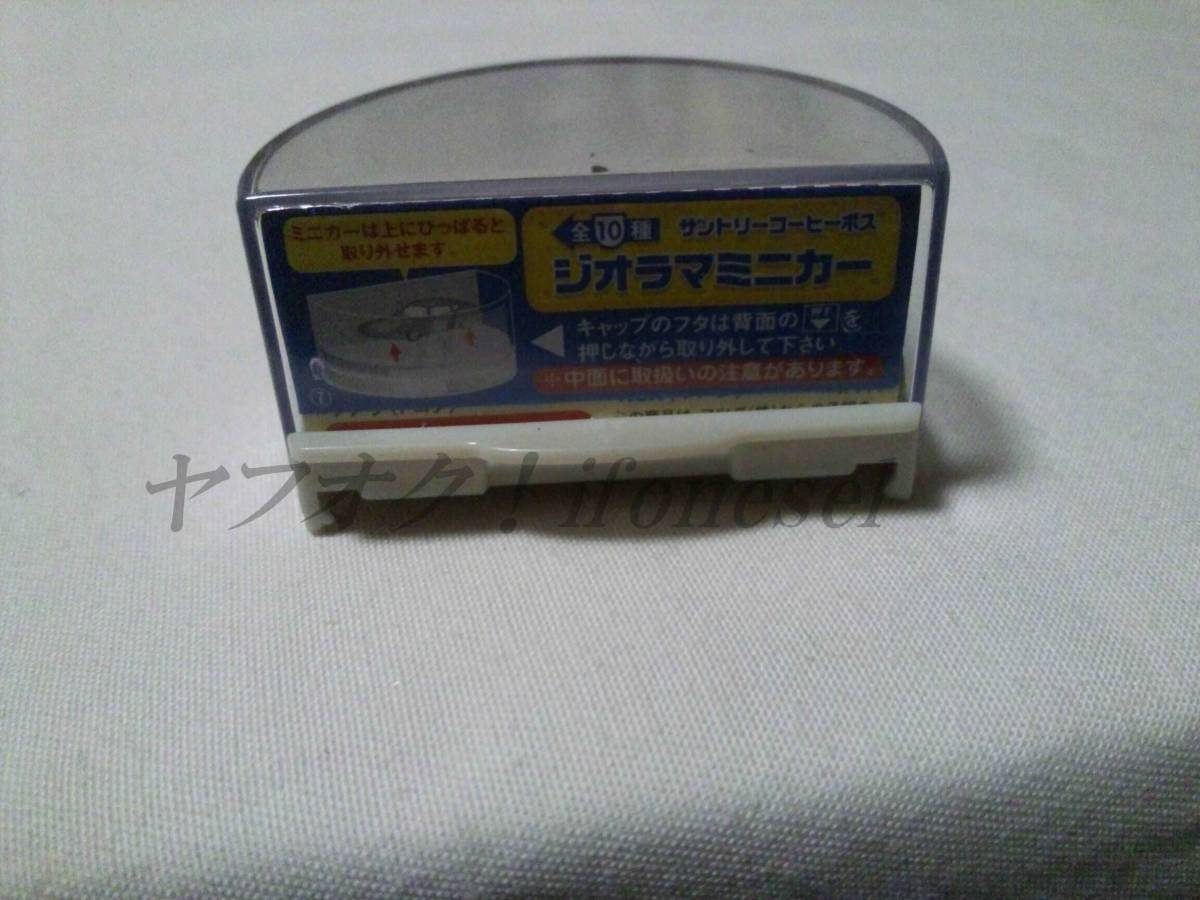 ミニカーは上にひっぱると
取り外せます。
全10種 サントリーコーヒーボス
ジオラマミニカー
キャップのフタは背面の
を
押しながら取り外して下さい
※中面に取扱いの注意があります。
①
ヤフオク！ifonesel